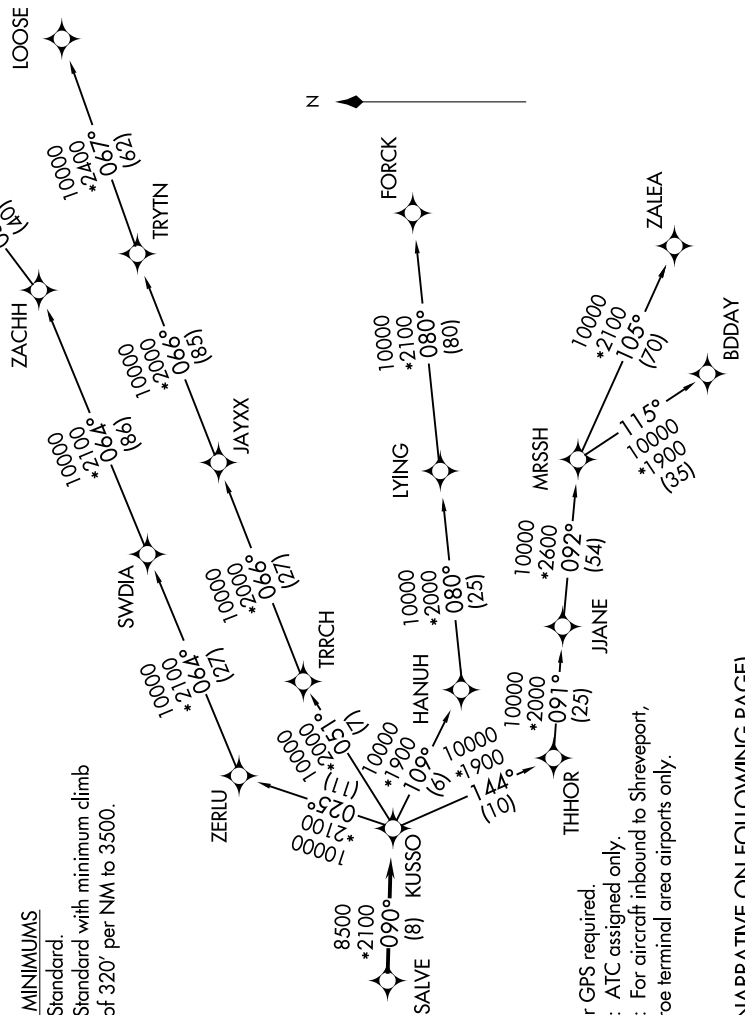 LOOSE
N
10000
*2400
067°
(62)
(40)
ZACHH
TRYTN
FORCK
ZALEA
BDDAY
10000
*2100
064°
(86)
10000
*2000
066°
(85)
10000
*2100
080°
(80)
10000
*2100
105°
(70)
115°
10000
*1900
(35)
SWDIA
JAYXX
LYING
MRSSH
10000
*2100
064°
(27)
10000
*2000
066°
(27)
10000
*2000
080°
(25)
10000
*2600
092°
(54)
TRRCH
HANUH
JJANE
10000
*2000
091°
(25)
ZERLU
THHOR
10000
*2100
025°
(11)
10000
*2000
051°
(7)
10000
*1900
109°
(6)
10000
*1900
144°
(10)
KUSSO
8500
*2100
090°
(8)
SALVE
MINIMUMS
Standard.
Standard with minimum climb
of 320' per NM to 3500.
r GPS required.
: ATC assigned only.
: For aircraft inbound to Shreveport,
roe terminal area airports only.
NARRATIVE ON FOLLOWING PAGE)